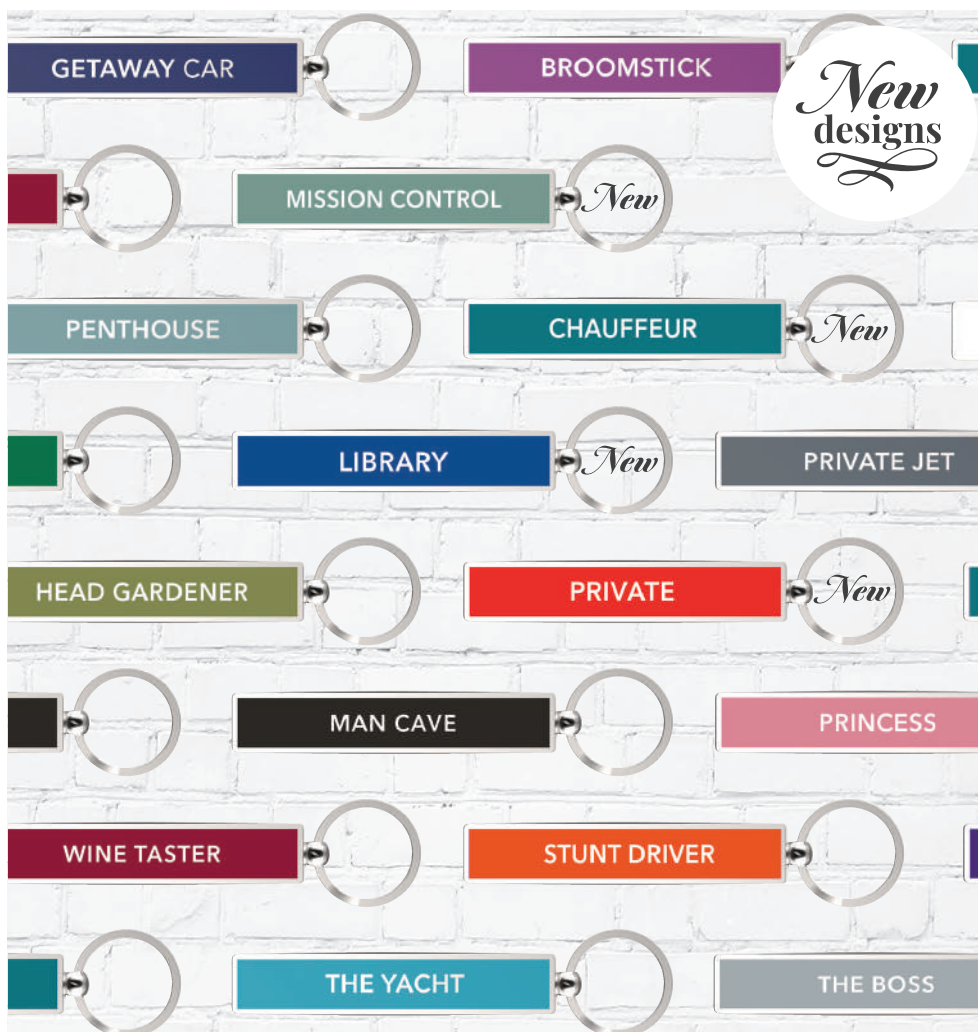 GETAWAY CAR
BROOMSTICK
New
designs
MISSION CONTROL
New
PENTHOUSE
CHAUFFEUR
New
LIBRARY
New
PRIVATE JET
HEAD GARDENER
PRIVATE
New
MAN CAVE
PRINCESS
WINE TASTER
STUNT DRIVER
THE YACHT
THE BOSS